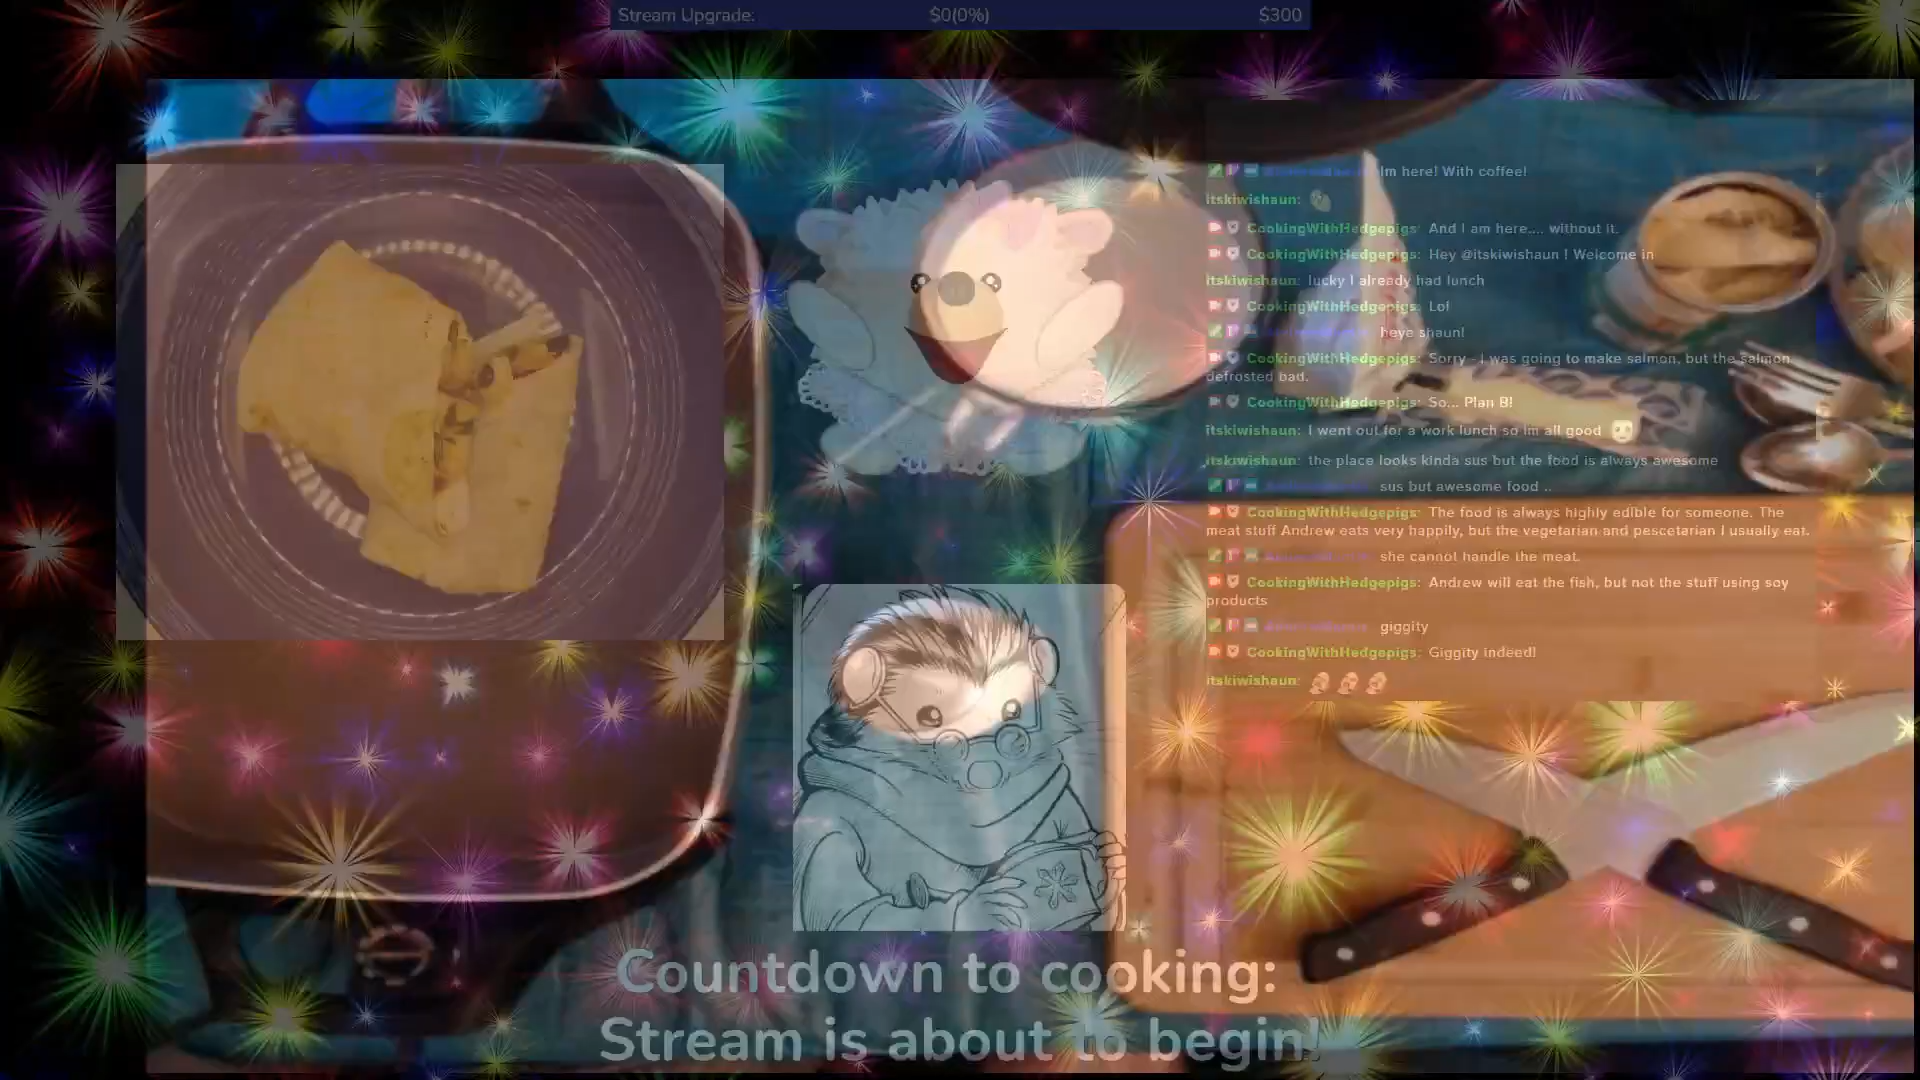 Stream Upgrade: $0(0%) $300
Im here! With coffee!
itskiwishaun:
CookingWithHedgepigs: And I am here.... without it.
CookingWithHedgepigs: Hey @itskiwishaun ! Welcome in
itskiwishaun: lucky I already had lunch
CookingWithHedgepigs: Lol
heye shaun!
CookingWithHedgepigs: Sorry - I was going to make salmon, but the salmon
defrosted bad.
CookingWithHedgepigs: So... Plan B!
itskiwishaun: I went out for a work lunch so im all good
itskiwishaun: the place looks kinda sus but the food is always awesome
sus but awesome food ..
CookingWithHedgepigs: The food is always highly edible for someone. The
meat stuff Andrew eats very happily, but the vegetarian and pescetarian I usually eat.
she cannot handle the meat.
CookingWithHedgepigs: Andrew will eat the fish, but not the stuff using soy
products
giggity
CookingWithHedgepigs: Giggity indeed!
itskiwishaun:
Countdown to cooking:
Stream is about to begin!